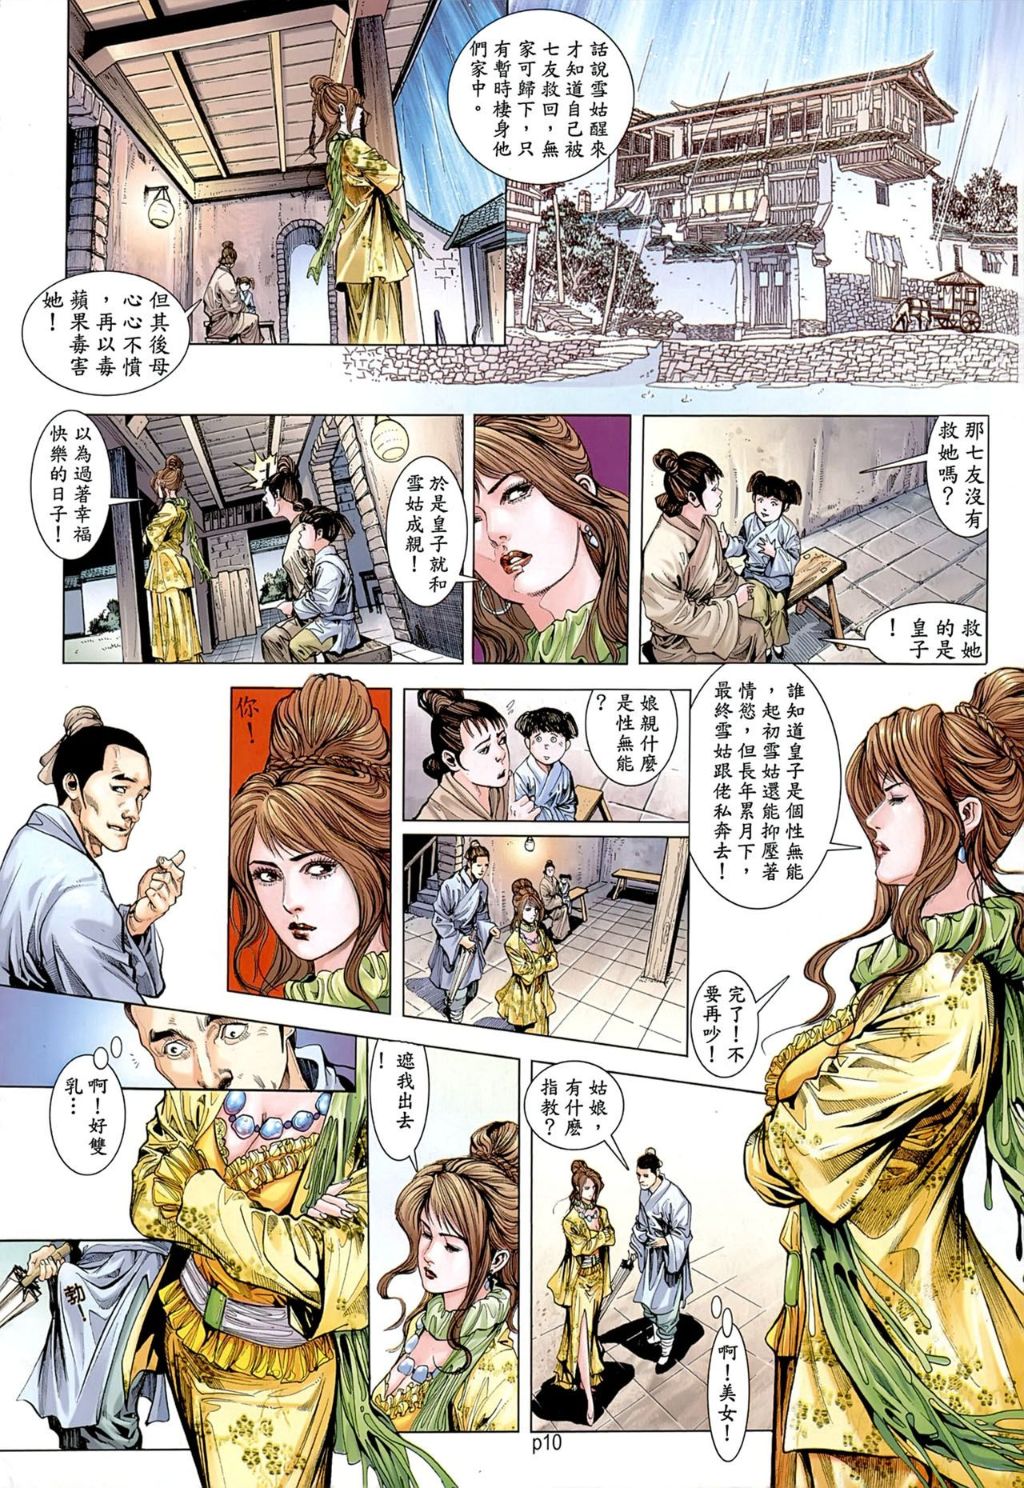 話說雪姑醒來
才知道自己被
七友救回，無
家可歸下，只
有暫時棲身他
們家中。
但其後母
心心不憤
，再以毒
蘋果毒害
她！
那七友沒有
救她嗎？
救她
的是
皇子
！
於是皇子就和
雪姑成親！
以為過著幸福
快樂的日子！
誰知道皇子是個性無能
，起初雪姑還能抑壓著
情慾，但長年累月下，
最終雪姑跟佬私奔去！
娘親什麼
是性無能
？
完了！不
要再吵！
你！
姑娘，
有什麼
指教？
啊！美女！
遮我出去
！
啊！好雙
乳…
勃
p10